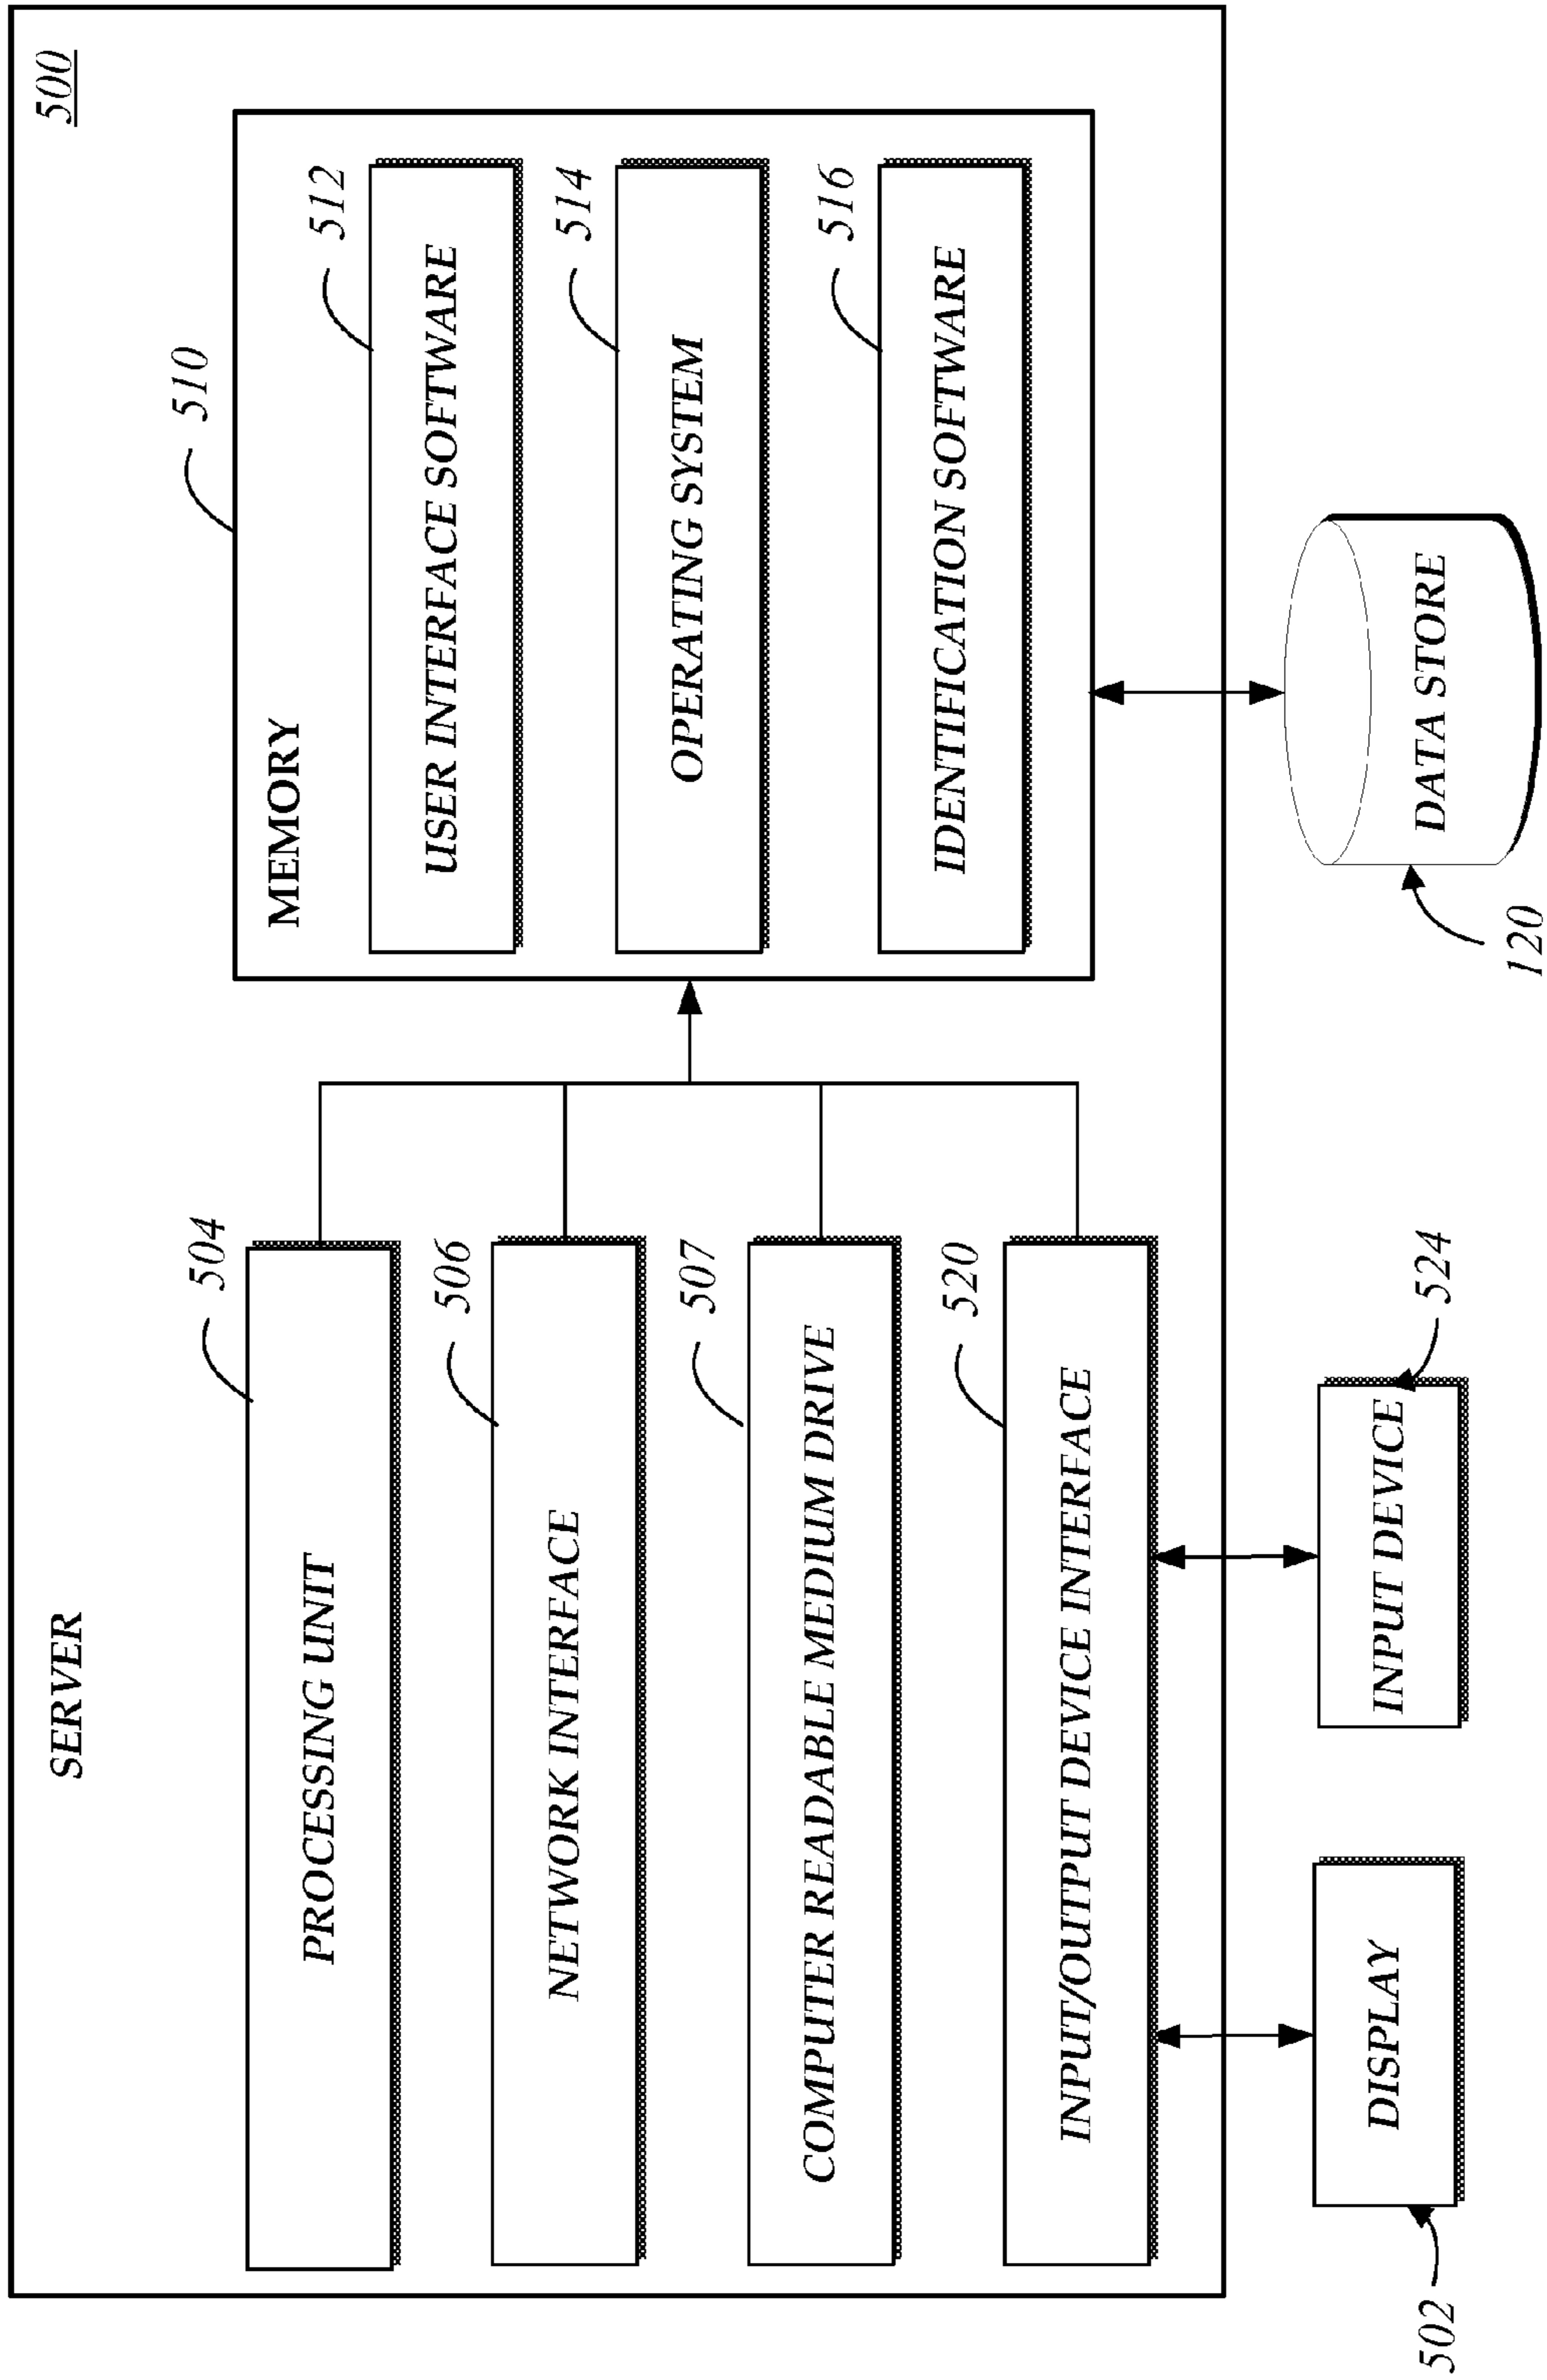 SERVER
500
504
PROCESSING UNIT
506
NETWORK INTERFACE
507
COMPUTER READABLE MEDIUM DRIVE
520
INPUT/OUTPUT DEVICE INTERFACE
510
MEMORY
512
USER INTERFACE SOFTWARE
514
OPERATING SYSTEM
516
IDENTIFICATION SOFTWARE
502
DISPLAY
INPUT DEVICE
524
120
DATA STORE